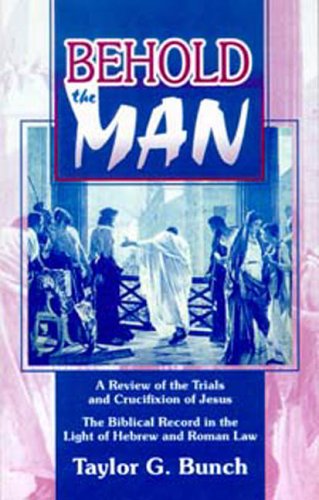 BEHOLD
the
MAN
A Review of the Trials
and Crucifixion of Jesus
The Biblical Record in the
Light of Hebrew and Roman Law
Taylor G. Bunch